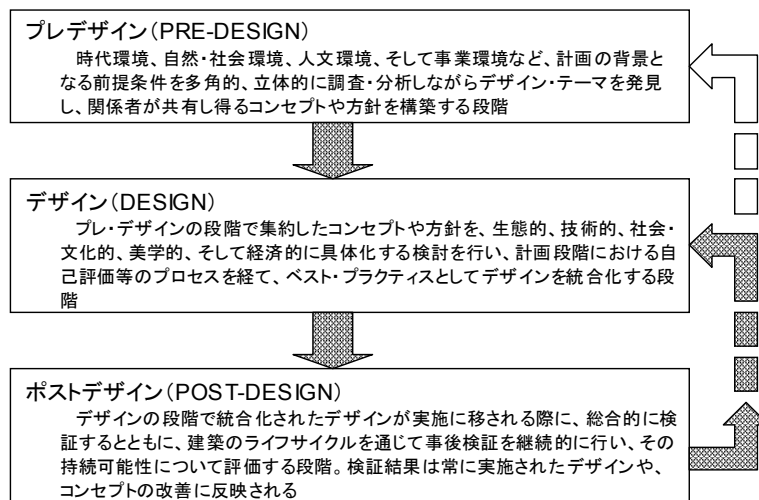 プレデザイン（PRE-DESIGN）
時代環境、自然・社会環境、人文環境、そして事業環境など、計画の背景と
なる前提条件を多角的、立体的に調査・分析しながらデザイン・テーマを発見
し、関係者が共有し得るコンセプトや方針を構築する段階
デザイン（DESIGN）
プレ・デザインの段階で集約したコンセプトや方針を、生態的、技術的、社会・
文化的、美学的、そして経済的に具体化する検討を行い、計画段階における自
己評価等のプロセスを経て、ベスト・プラクティスとしてデザインを統合化する段
階
ポストデザイン（POST-DESIGN）
デザインの段階で統合化されたデザインが実施に移される際に、総合的に検
証するとともに、建築のライフサイクルを通じて事後検証を継続的に行い、その
持続可能性について評価する段階。検証結果は常に実施されたデザインや、
コンセプトの改善に反映される